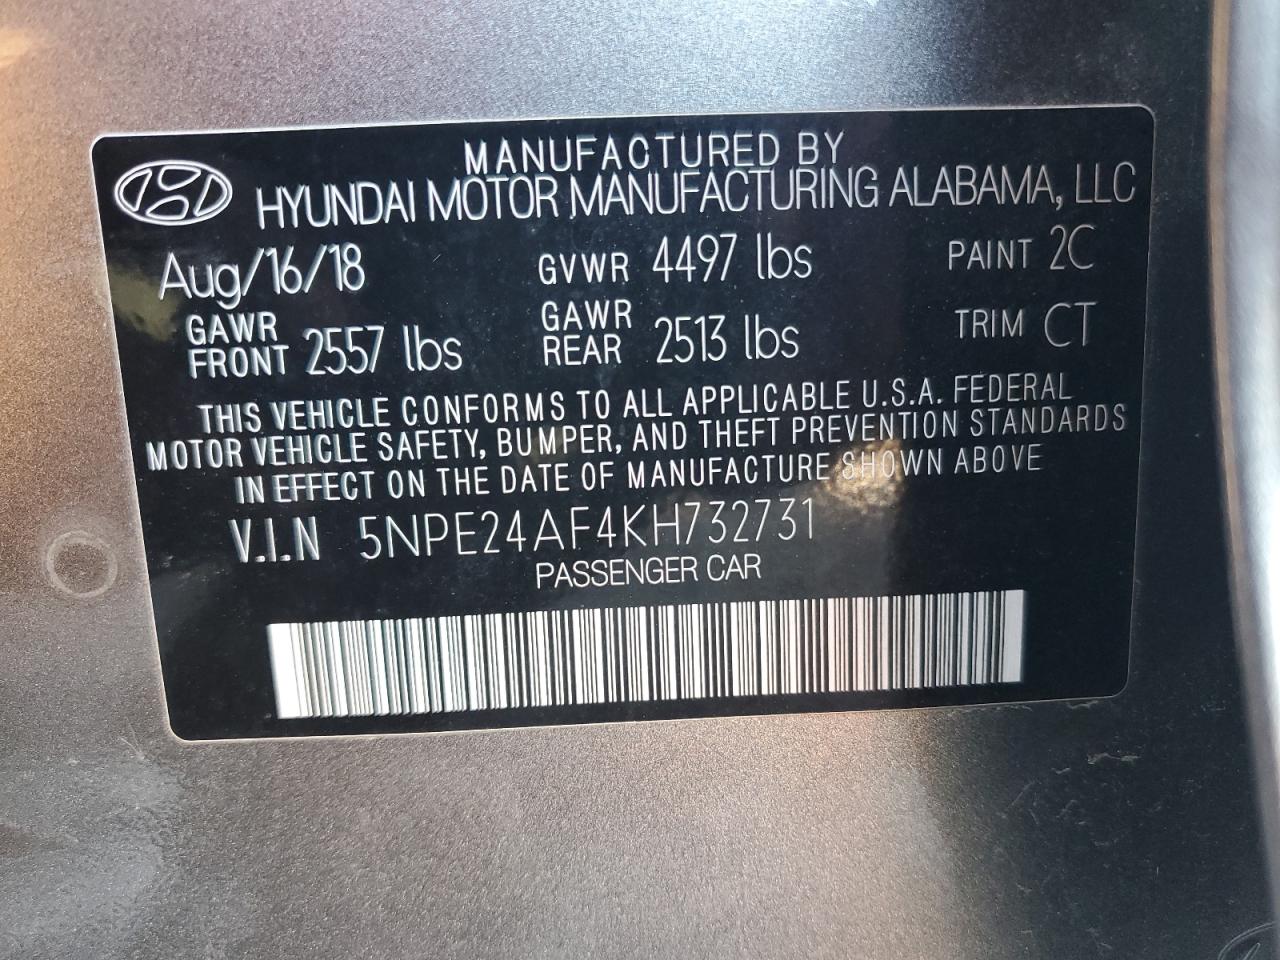 MANUFACTURED BY
HYUNDAI MOTOR MANUFACTURING ALABAMA, LLC
Aug/16/18 GVWR 4497 lbs PAINT 2C
GAWR FRONT 2557 lbs GAWR REAR 2513 lbs TRIM CT
THIS VEHICLE CONFORMS TO ALL APPLICABLE U.S.A. FEDERAL
MOTOR VEHICLE SAFETY, BUMPER, AND THEFT PREVENTION STANDARDS
IN EFFECT ON THE DATE OF MANUFACTURE SHOWN ABOVE
V.I.N 5NPE24AF4KH732731
PASSENGER CAR